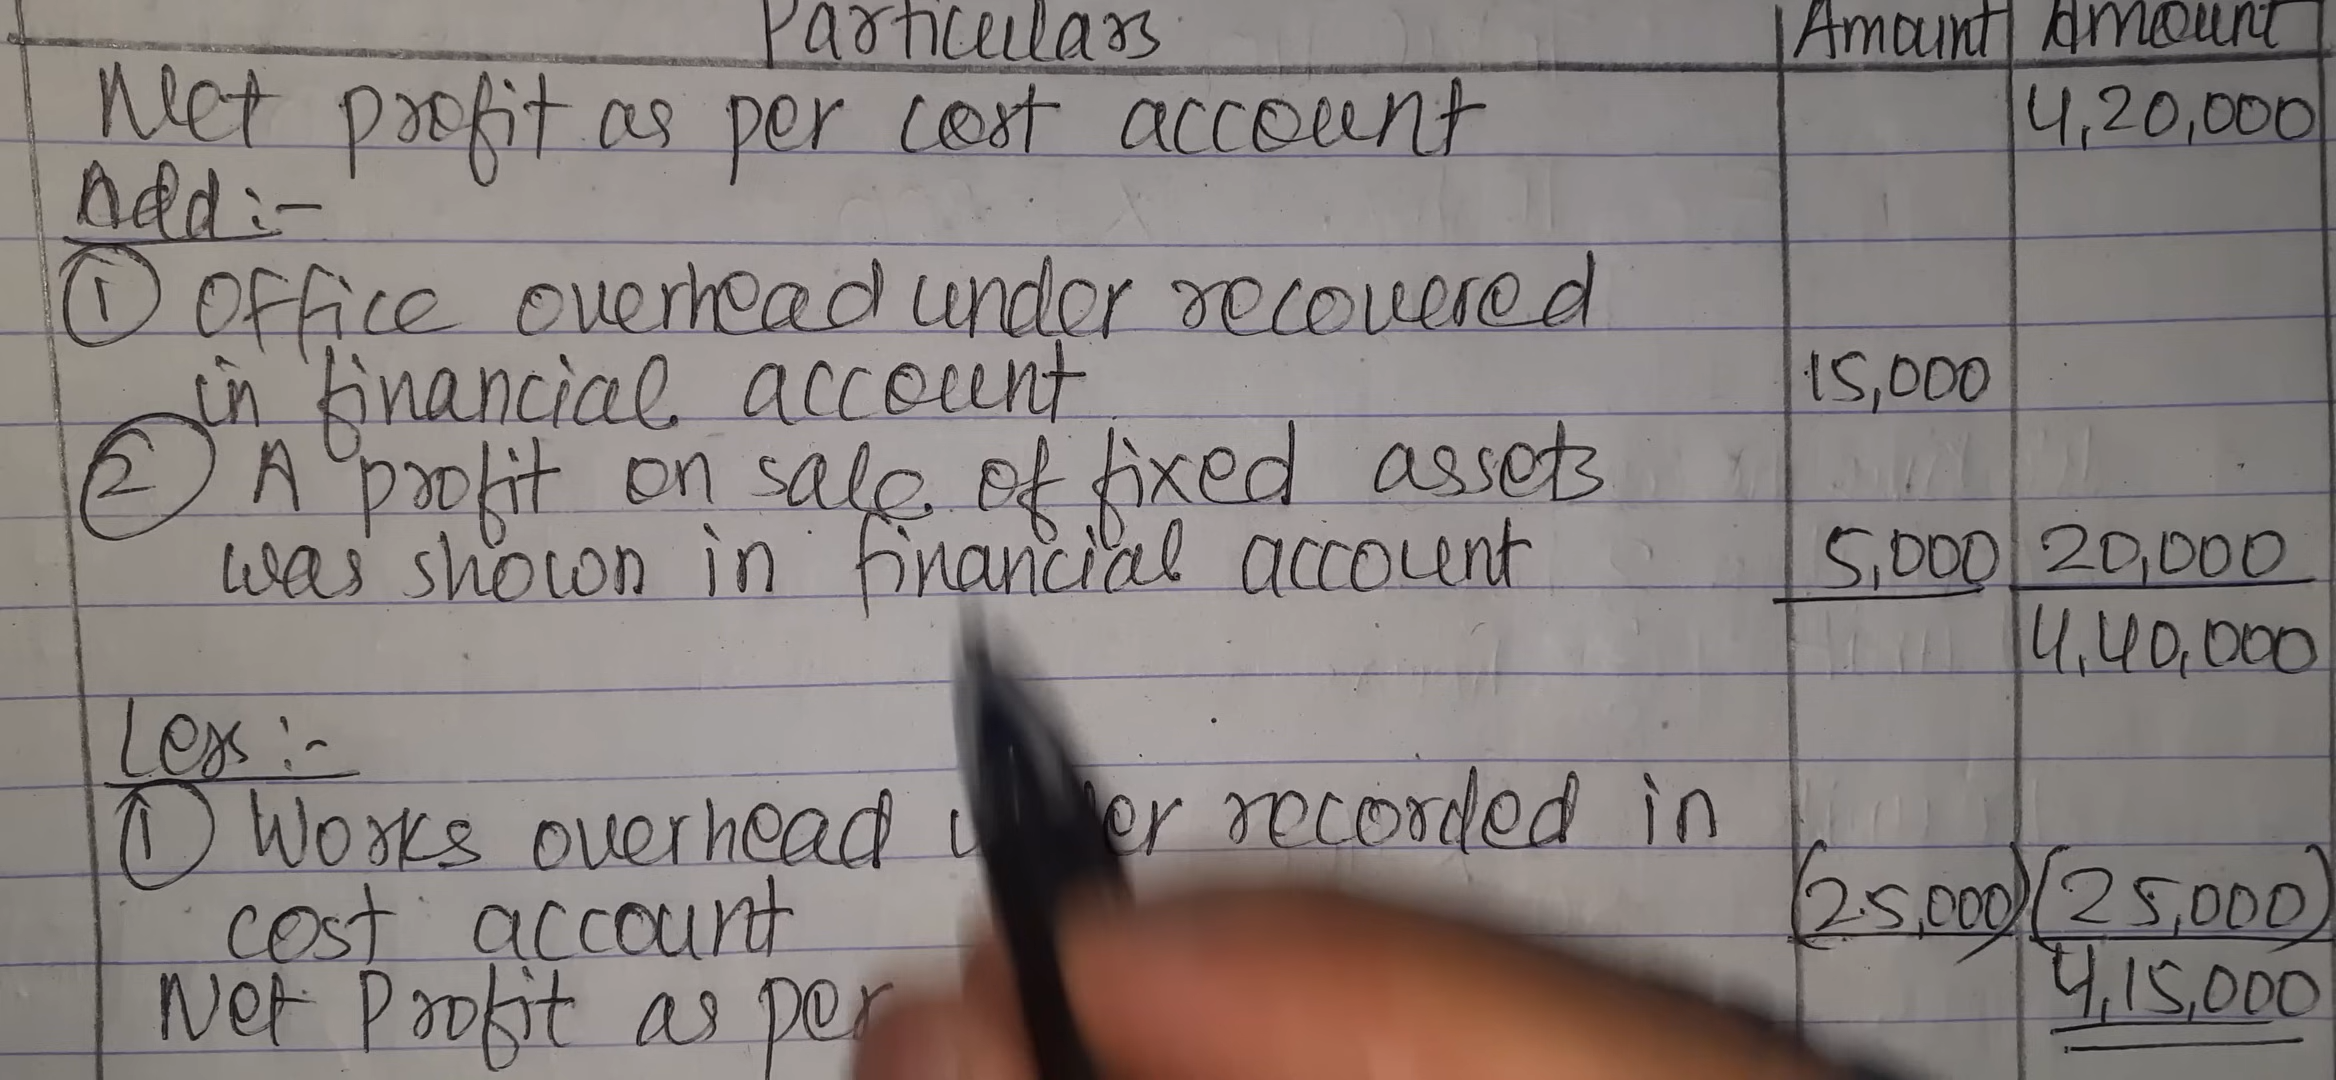 Particulars Amount Amount
Net profit as per cost account 4,20,000
Add:-
① Office overhead under recovered
in financial account 15,000
② A profit on sale of fixed assets
was shown in financial account 5,000 20,000
4,40,000
Less:-
① Works overhead recorded in
cost account (25,000) (25,000)
4,15,000
Net Profit as per